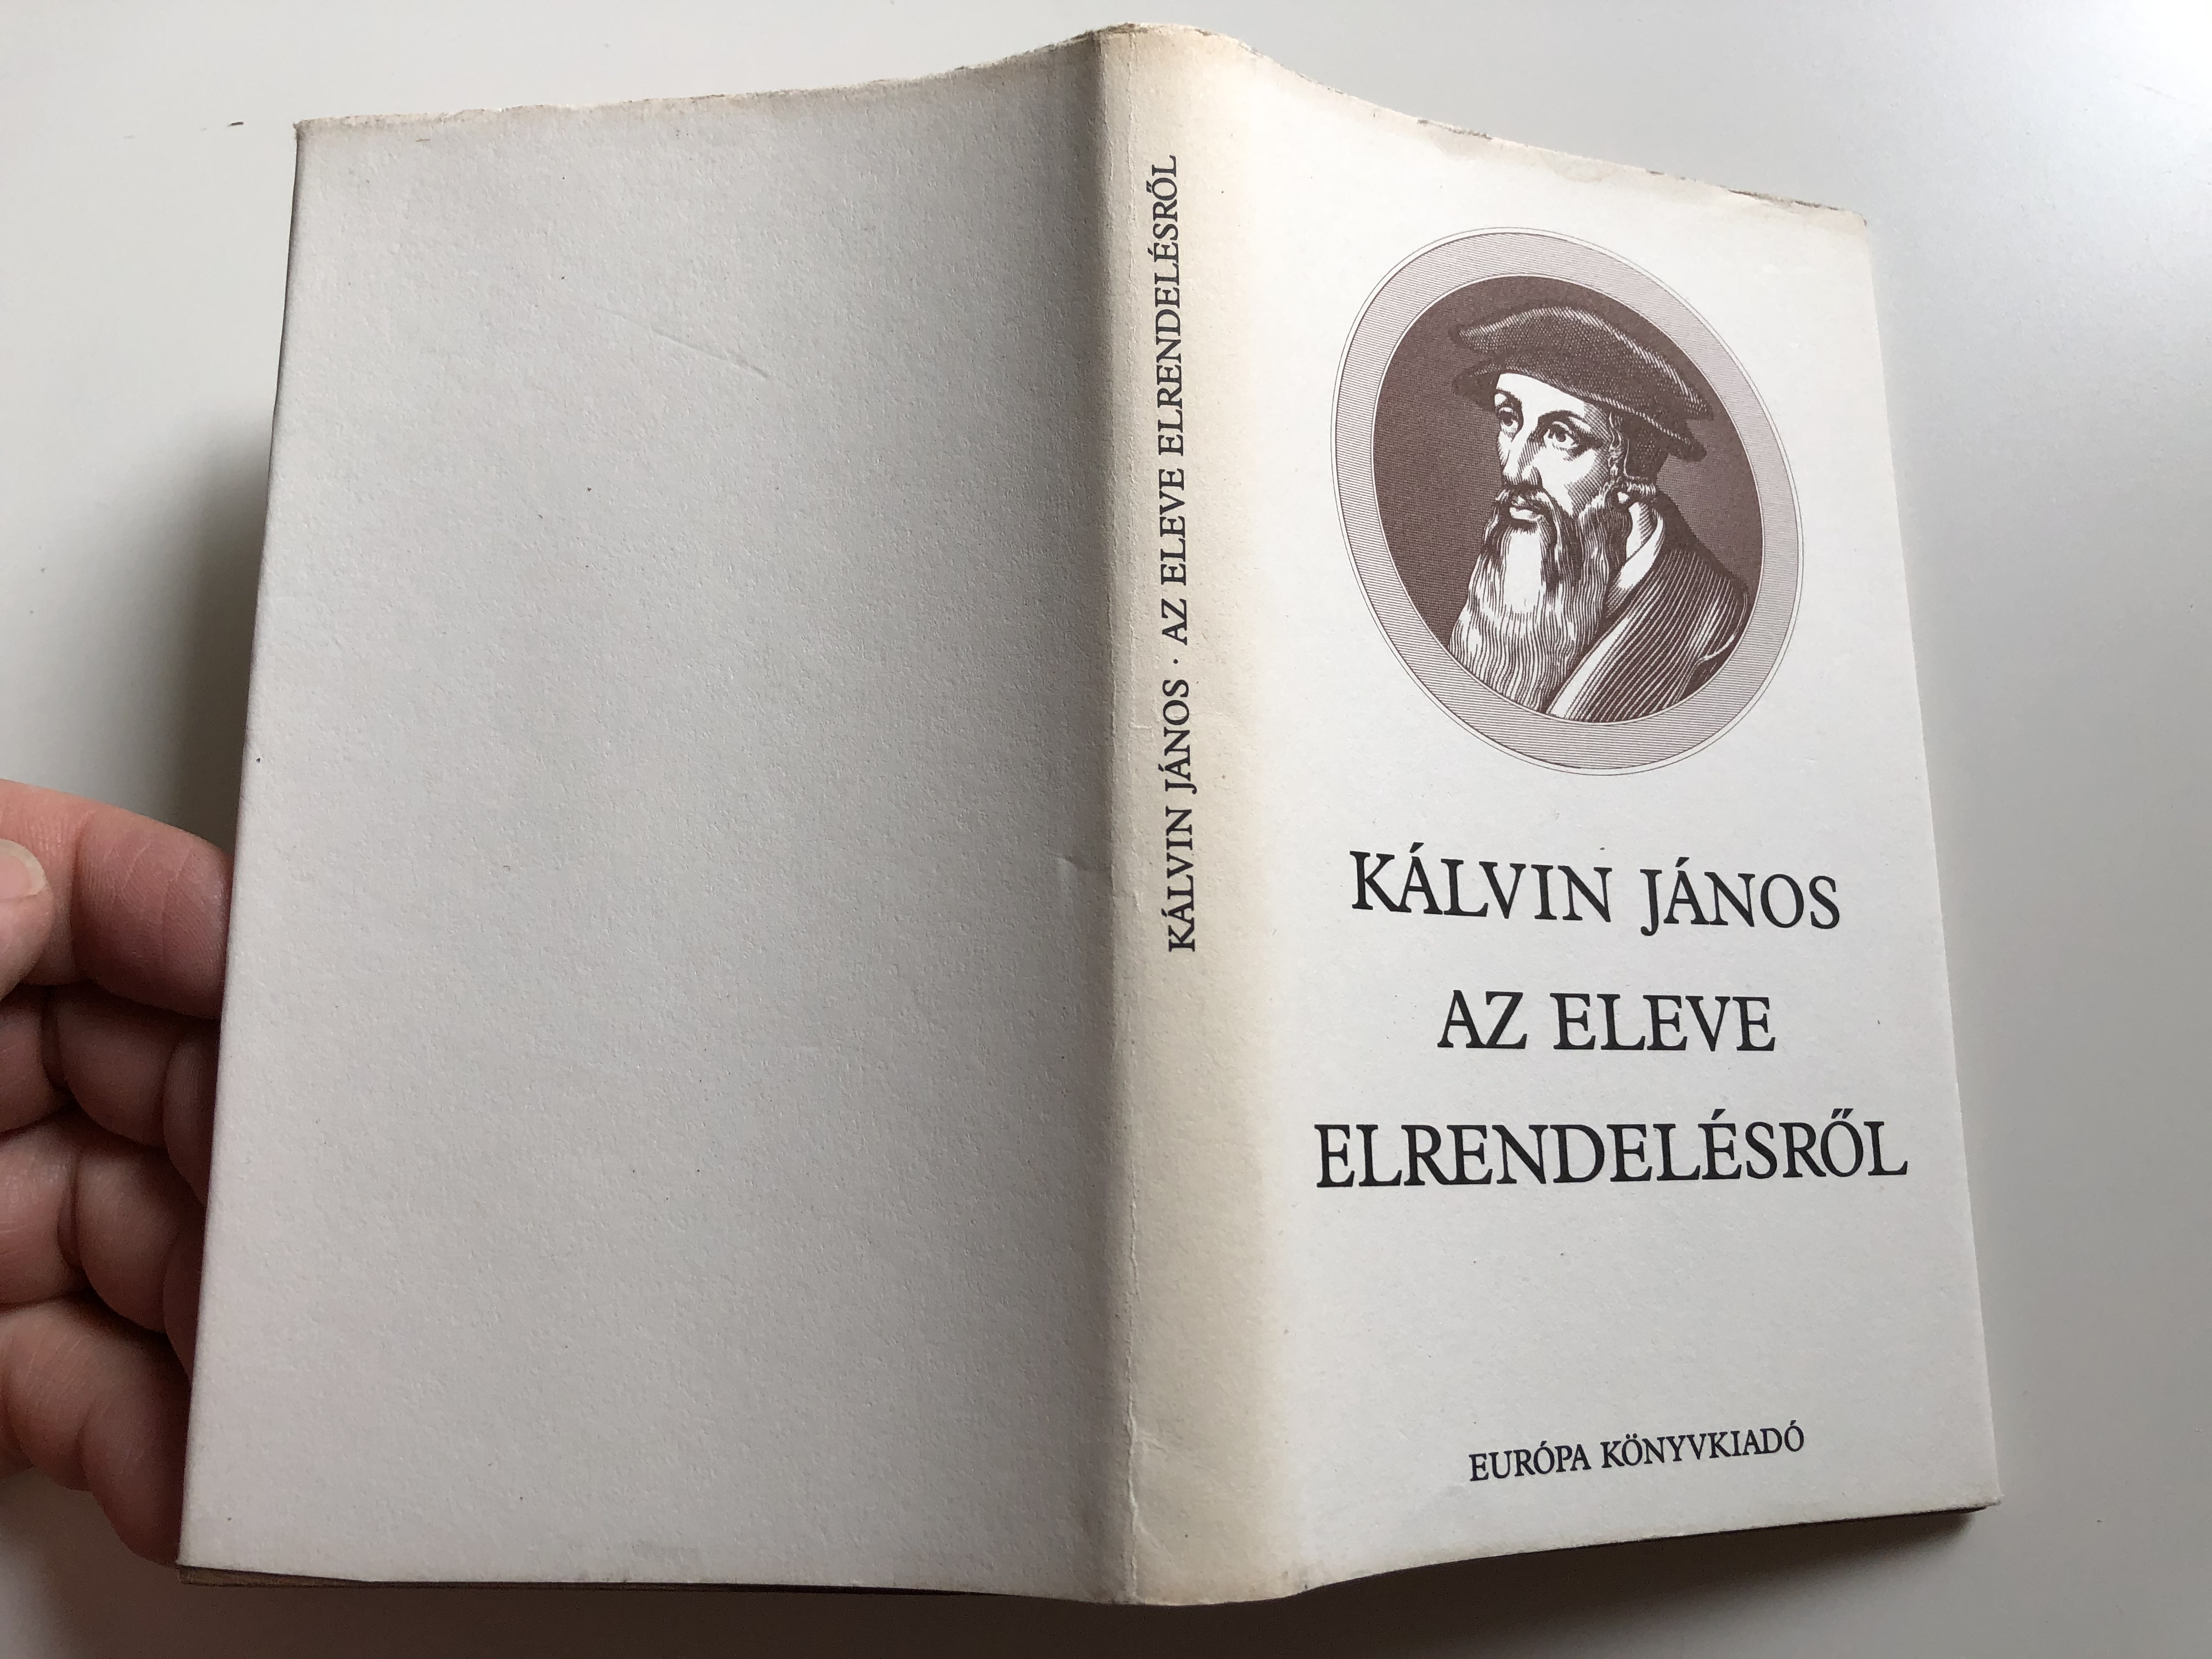 KÁLVIN JÁNOS · AZ ELEVE ELRENDELÉSRŐL
KÁLVIN JÁNOS
AZ ELEVE
ELRENDELÉSRŐL
EURÓPA KÖNYVKIADÓ